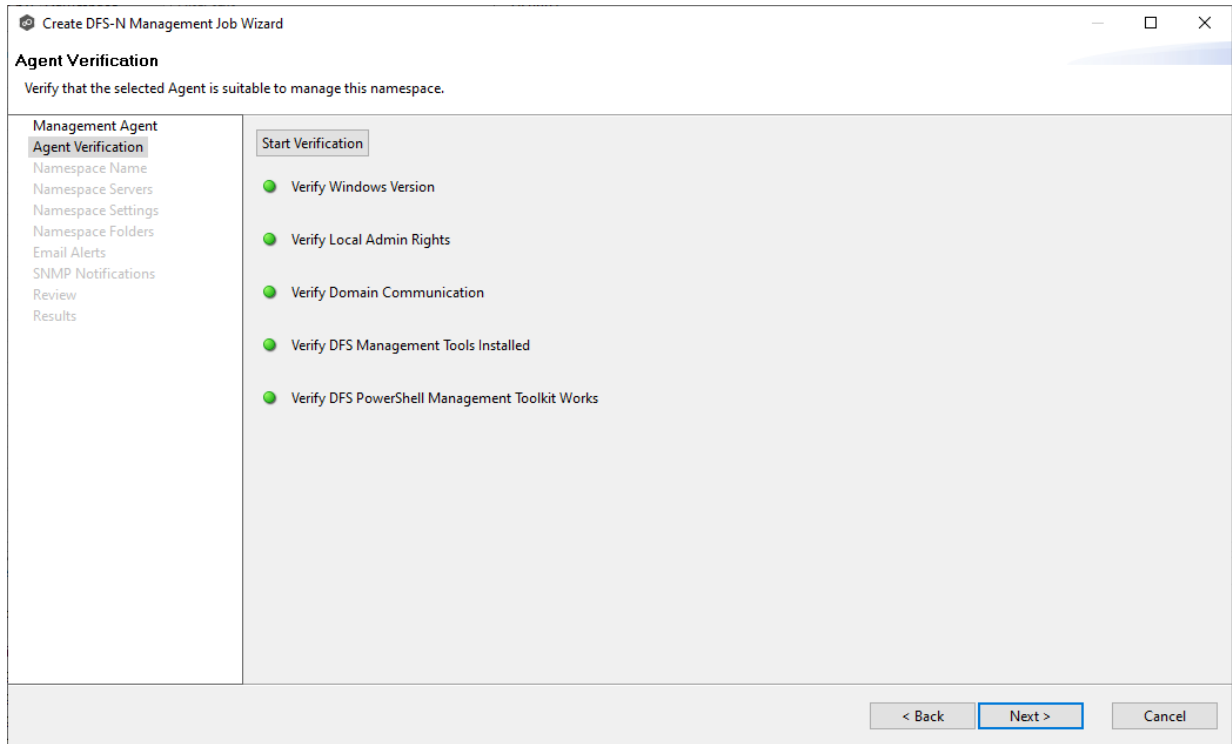 Create DFS-N Management Job Wizard
Agent Verification
Verify that the selected Agent is suitable to manage this namespace.
Management Agent
Agent Verification
Namespace Name
Namespace Servers
Namespace Settings
Namespace Folders
Email Alerts
SNMP Notifications
Review
Results
Start Verification
Verify Windows Version
Verify Local Admin Rights
Verify Domain Communication
Verify DFS Management Tools Installed
Verify DFS PowerShell Management Toolkit Works
< Back
Next >
Cancel